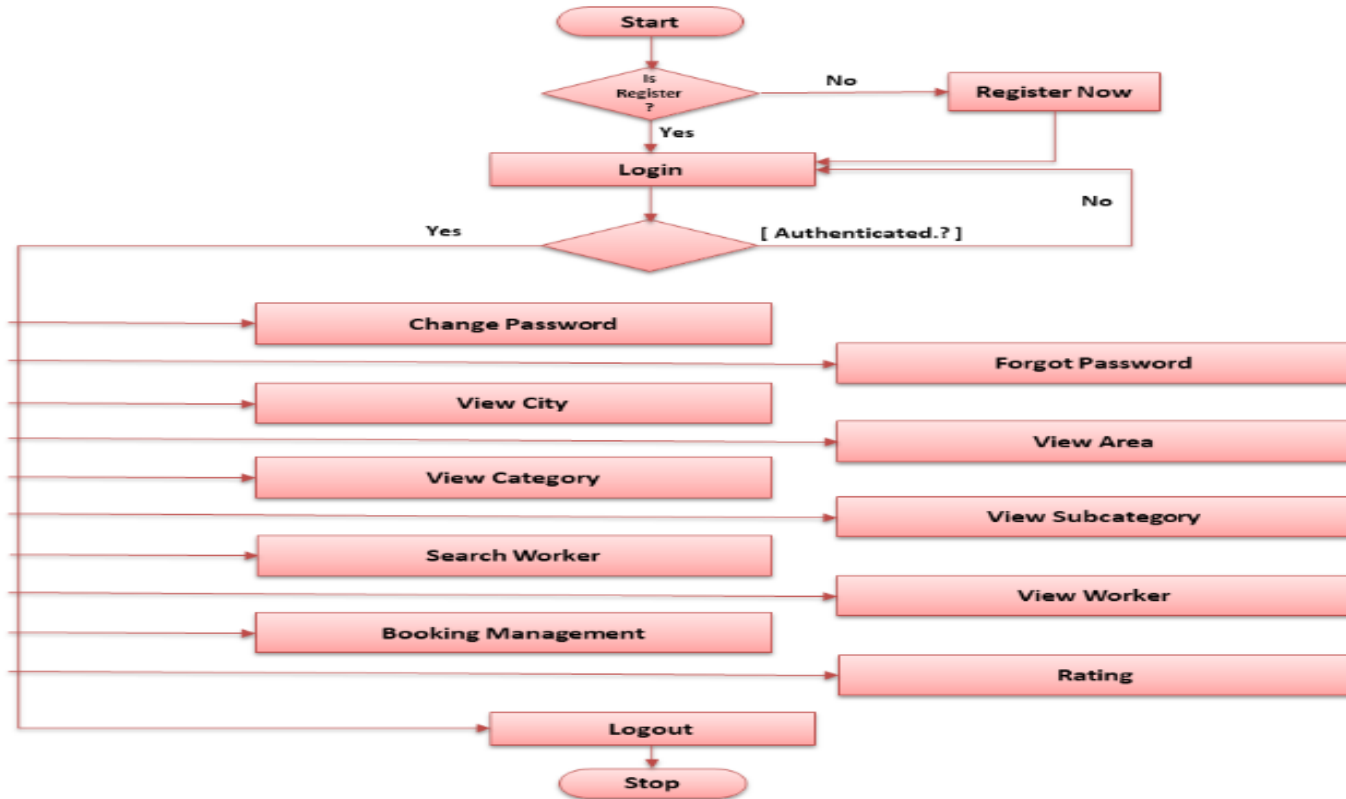 Start
Is
Register
?
No
Register Now
Yes
Login
No
Yes
[ Authenticated.? ]
Change Password
Forgot Password
View City
View Area
View Category
View Subcategory
Search Worker
View Worker
Booking Management
Rating
Logout
Stop